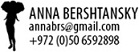 ANNA BERSHTANSKY
annabrs@gmail.com
+972 (0)50 6592898